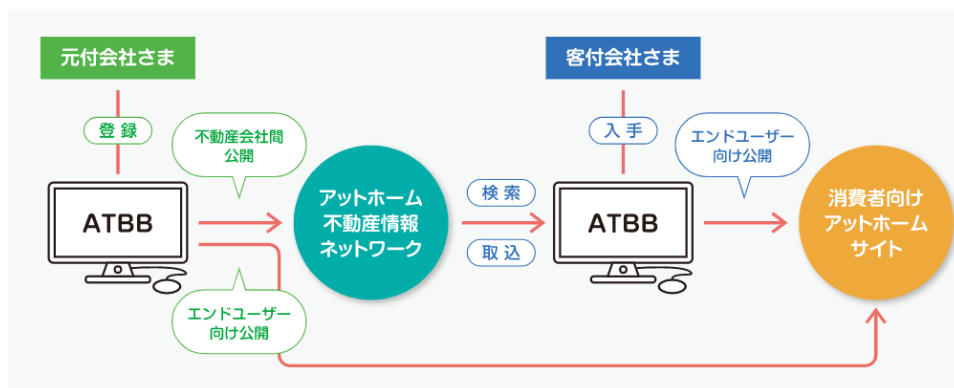 元付会社さま
客付会社さま
登録
不動産会社間
公開
入手
エンドユーザー
向け公開
ATBB
アットホーム
不動産情報
ネットワーク
検索
取込
ATBB
消費者向け
アットホーム
サイト
エンドユーザー
向け公開